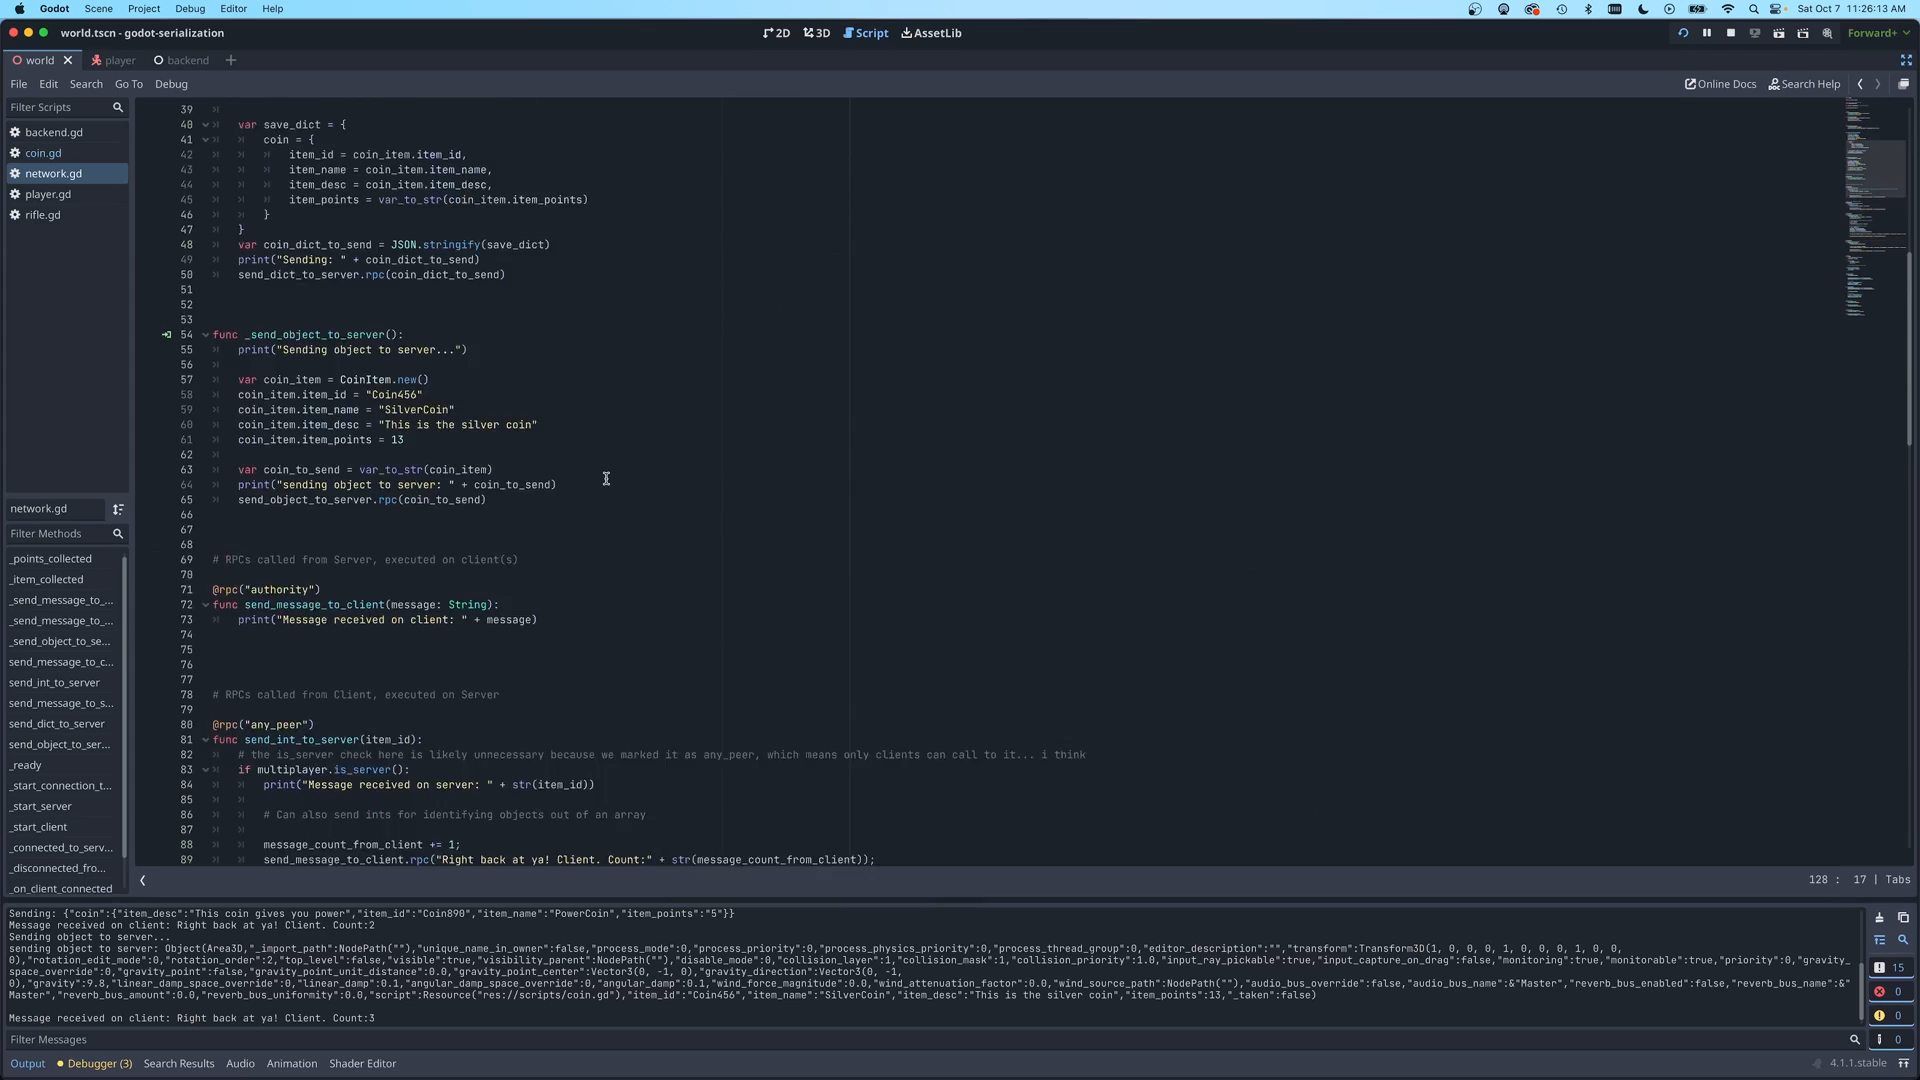 Godot Scene Project Debug Editor Help
Sat Oct 7 11:26:13 AM
world.tscn - godot-serialization
2D 3D Script AssetLib
Forward+
world player backend
File Edit Search Go To Debug
Online Docs Search Help
Filter Scripts
backend.gd
coin.gd
network.gd
player.gd
rifle.gd
network.gd
Filter Methods
_points_collected
_item_collected
_send_message_to_...
_send_message_to_...
_send_object_to_se...
send_message_to_c...
send_int_to_server
send_message_to_s...
send_dict_to_server
send_object_to_ser...
_ready
_start_connection_t...
_start_server
_start_client
_connected_to_serv...
_disconnected_fro...
_on_client_connected
39
40 var save_dict = {
41 coin = {
42 item_id = coin_item.item_id,
43 item_name = coin_item.item_name,
44 item_desc = coin_item.item_desc,
45 item_points = var_to_str(coin_item.item_points)
46 }
47 }
48 var coin_dict_to_send = JSON.stringify(save_dict)
49 print("Sending: " + coin_dict_to_send)
50 send_dict_to_server.rpc(coin_dict_to_send)
51
52
53
54 func _send_object_to_server():
55 print("Sending object to server...")
56
57 var coin_item = CoinItem.new()
58 coin_item.item_id = "Coin456"
59 coin_item.item_name = "SilverCoin"
60 coin_item.item_desc = "This is the silver coin"
61 coin_item.item_points = 13
62
63 var coin_to_send = var_to_str(coin_item)
64 print("sending object to server: " + coin_to_send)
65 send_object_to_server.rpc(coin_to_send)
66
67
68
69 # RPCs called from Server, executed on client(s)
70
71 @rpc("authority")
72 func send_message_to_client(message: String):
73 print("Message received on client: " + message)
74
75
76
77
78 # RPCs called from Client, executed on Server
79
80 @rpc("any_peer")
81 func send_int_to_server(item_id):
82 # the is_server check here is likely unnecessary because we marked it as any_peer, which means only clients can call to it... i think
83 if multiplayer.is_server():
84 print("Message received on server: " + str(item_id))
85
86 # Can also send ints for identifying objects out of an array
87
88 message_count_from_client += 1;
89 send_message_to_client.rpc("Right back at ya! Client. Count:" + str(message_count_from_client));
128 : 17 | Tabs
Sending: {"coin":{"item_desc":"This coin gives you power","item_id":"Coin890","item_name":"PowerCoin","item_points":"5"}}
Message received on client: Right back at ya! Client. Count:2
Sending object to server...
sending object to server: Object(Area3D,"_import_path":NodePath(""),"unique_name_in_owner":false,"process_mode":0,"process_priority":0,"process_physics_priority":0,"process_thread_group":0,"editor_description":"","transform":Transform3D(1, 0, 0, 0, 1, 0, 0, 0, 1, 0, 0,
0),"rotation_edit_mode":0,"rotation_order":2,"top_level":false,"visible":true,"visibility_parent":NodePath(""),"disable_mode":0,"collision_layer":1,"collision_mask":1,"collision_priority":1.0,"input_ray_pickable":true,"input_capture_on_drag":false,"monitoring":true,"monitorable":true,"priority":0,"gravity_
space_override":0,"gravity_point":false,"gravity_point_unit_distance":0.0,"gravity_point_center":Vector3(0, -1, 0),"gravity_direction":Vector3(0, -1,
0),"gravity":9.8,"linear_damp_space_override":0,"linear_damp":0.1,"angular_damp_space_override":0,"angular_damp":0.1,"wind_force_magnitude":0.0,"wind_attenuation_factor":0.0,"wind_source_path":NodePath(""),"audio_bus_override":false,"audio_bus_name":&"Master","reverb_bus_enabled":false,"reverb_bus_name":&"
Master","reverb_bus_amount":0.0,"reverb_bus_uniformity":0.0,"script":Resource("res://scripts/coin.gd"),"item_id":"Coin456","item_name":"SilverCoin","item_desc":"This is the silver coin","item_points":13,"_taken":false)
Message received on client: Right back at ya! Client. Count:3
15
0
0
0
Filter Messages
Output Debugger (3) Search Results Audio Animation Shader Editor
4.1.1.stable